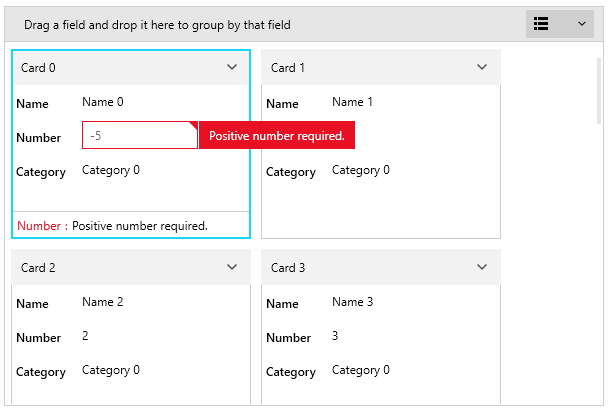 Drag a field and drop it here to group by that field
Card 0
Name Name 0
Number -5 Positive number required.
Category Category 0
Number : Positive number required.
Card 1
Name Name 1
Category Category 0
Card 2
Name Name 2
Number 2
Category Category 0
Card 3
Name Name 3
Number 3
Category Category 0